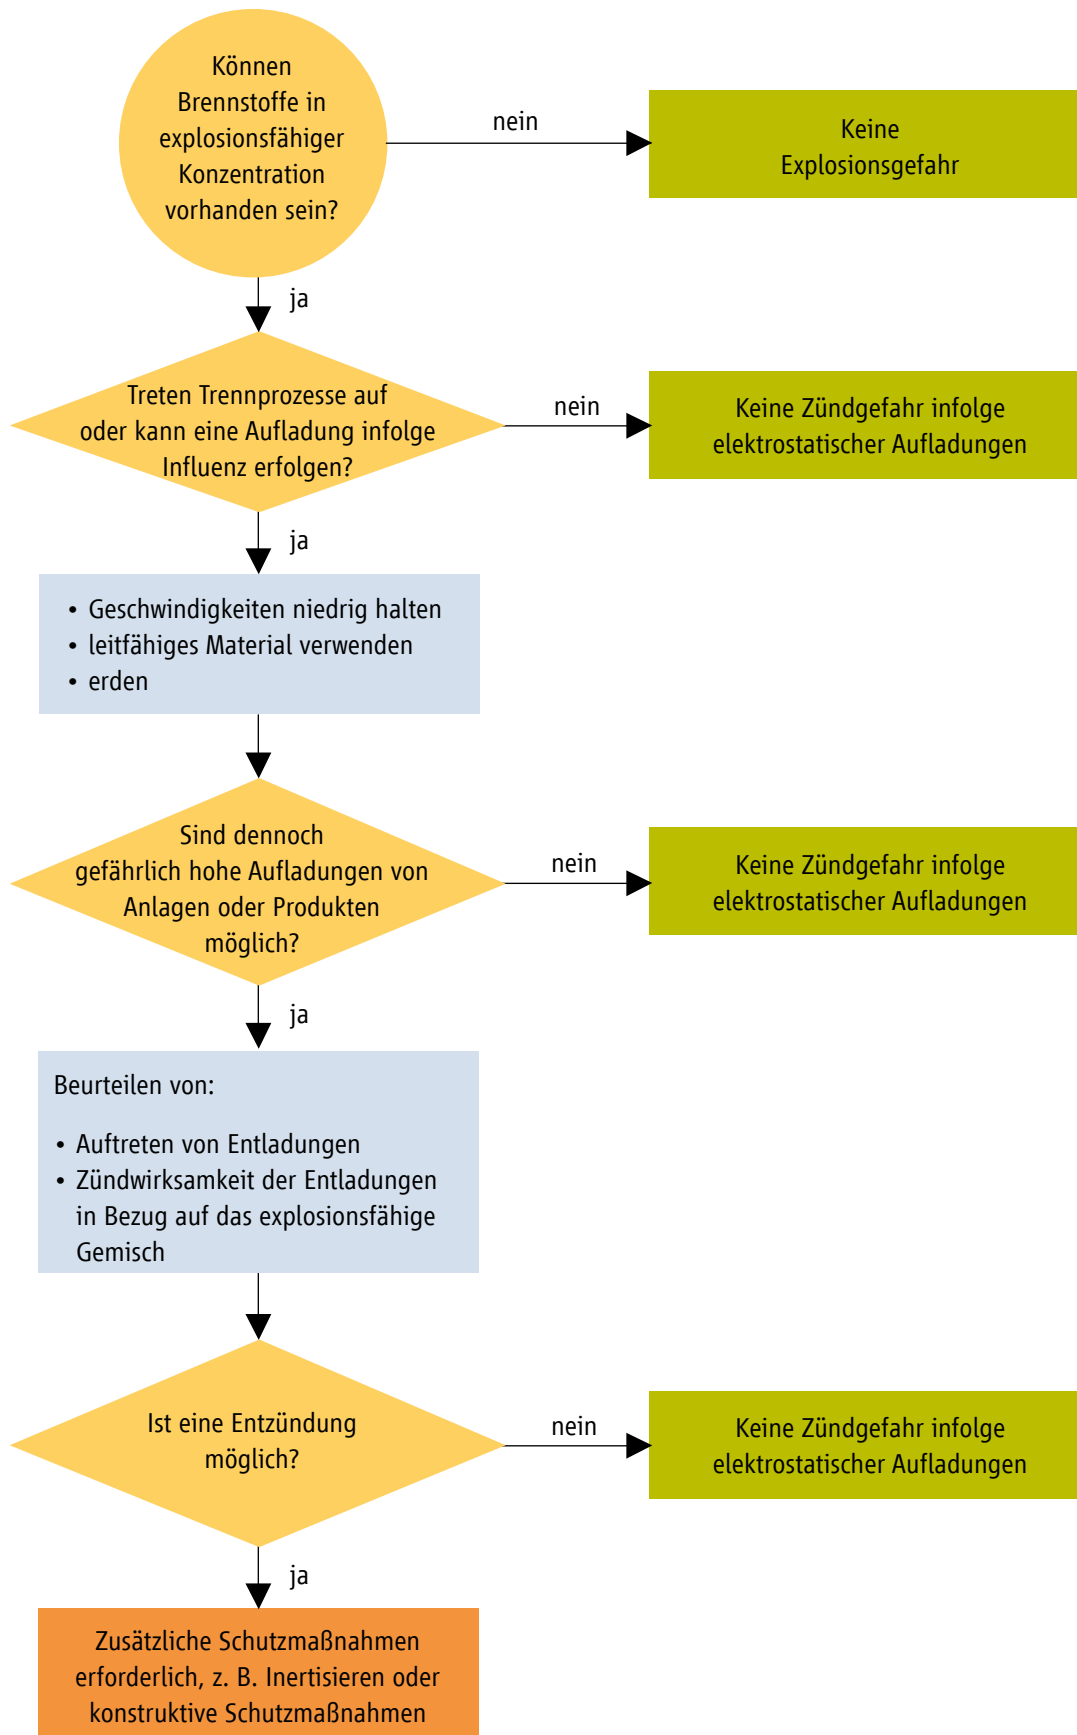 Können
Brennstoffe in
explosionsfähiger
Konzentration
vorhanden sein?
nein
Keine
Explosionsgefahr
ja
Treten Trennprozesse auf
oder kann eine Aufladung infolge
Influenz erfolgen?
nein
Keine Zündgefahr infolge
elektrostatischer Aufladungen
ja
• Geschwindigkeiten niedrig halten
• leitfähiges Material verwenden
• erden
Sind dennoch
gefährlich hohe Aufladungen von
Anlagen oder Produkten
möglich?
nein
Keine Zündgefahr infolge
elektrostatischer Aufladungen
ja
Beurteilen von:
• Auftreten von Entladungen
• Zündwirksamkeit der Entladungen
in Bezug auf das explosionsfähige
Gemisch
Ist eine Entzündung
möglich?
nein
Keine Zündgefahr infolge
elektrostatischer Aufladungen
ja
Zusätzliche Schutzmaßnahmen
erforderlich, z. B. Inertisieren oder
konstruktive Schutzmaßnahmen